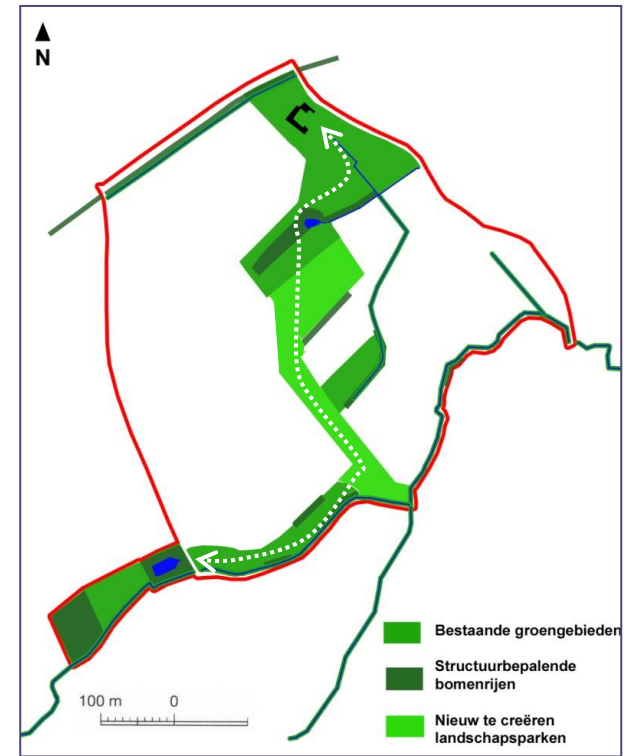 N
Bestaande groengebieden
Structuurbepalende
bomenrijen
100 m 0
Nieuw te creëren
landschapsparken